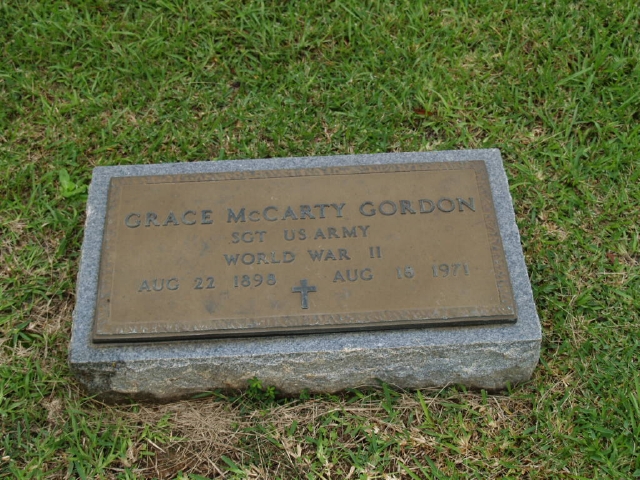 GRACE McCARTY GORDON
SGT US ARMY
WORLD WAR II
AUG 22 1898 AUG 16 1971